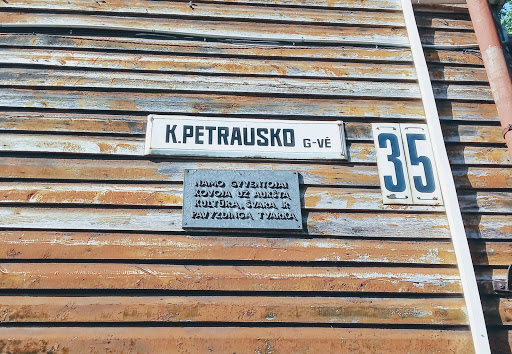 K. PETRAUSKO G-VĖ
35
NAMO GYVENTOJAI
KOVOJA UŽ AUKŠTĄ
KULTŪRĄ, ŠVARĄ IR
PAVYZDINGĄ TVARKĄ